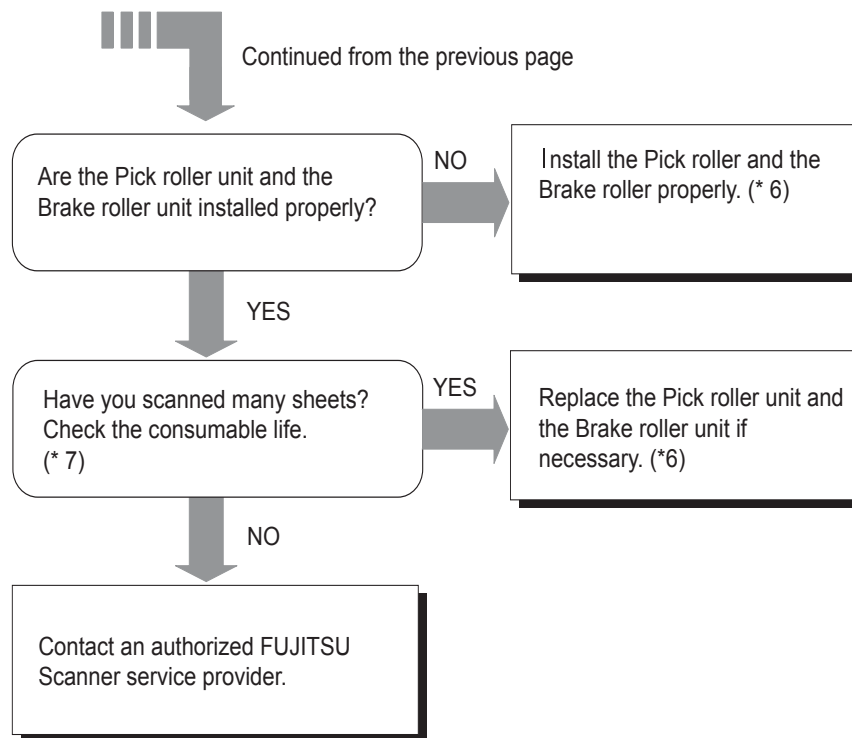 Continued from the previous page
Are the Pick roller unit and the
Brake roller unit installed properly?
NO
Install the Pick roller and the
Brake roller properly. (* 6)
YES
Have you scanned many sheets?
Check the consumable life.
(* 7)
YES
Replace the Pick roller unit and
the Brake roller unit if
necessary. (*6)
NO
Contact an authorized FUJITSU
Scanner service provider.